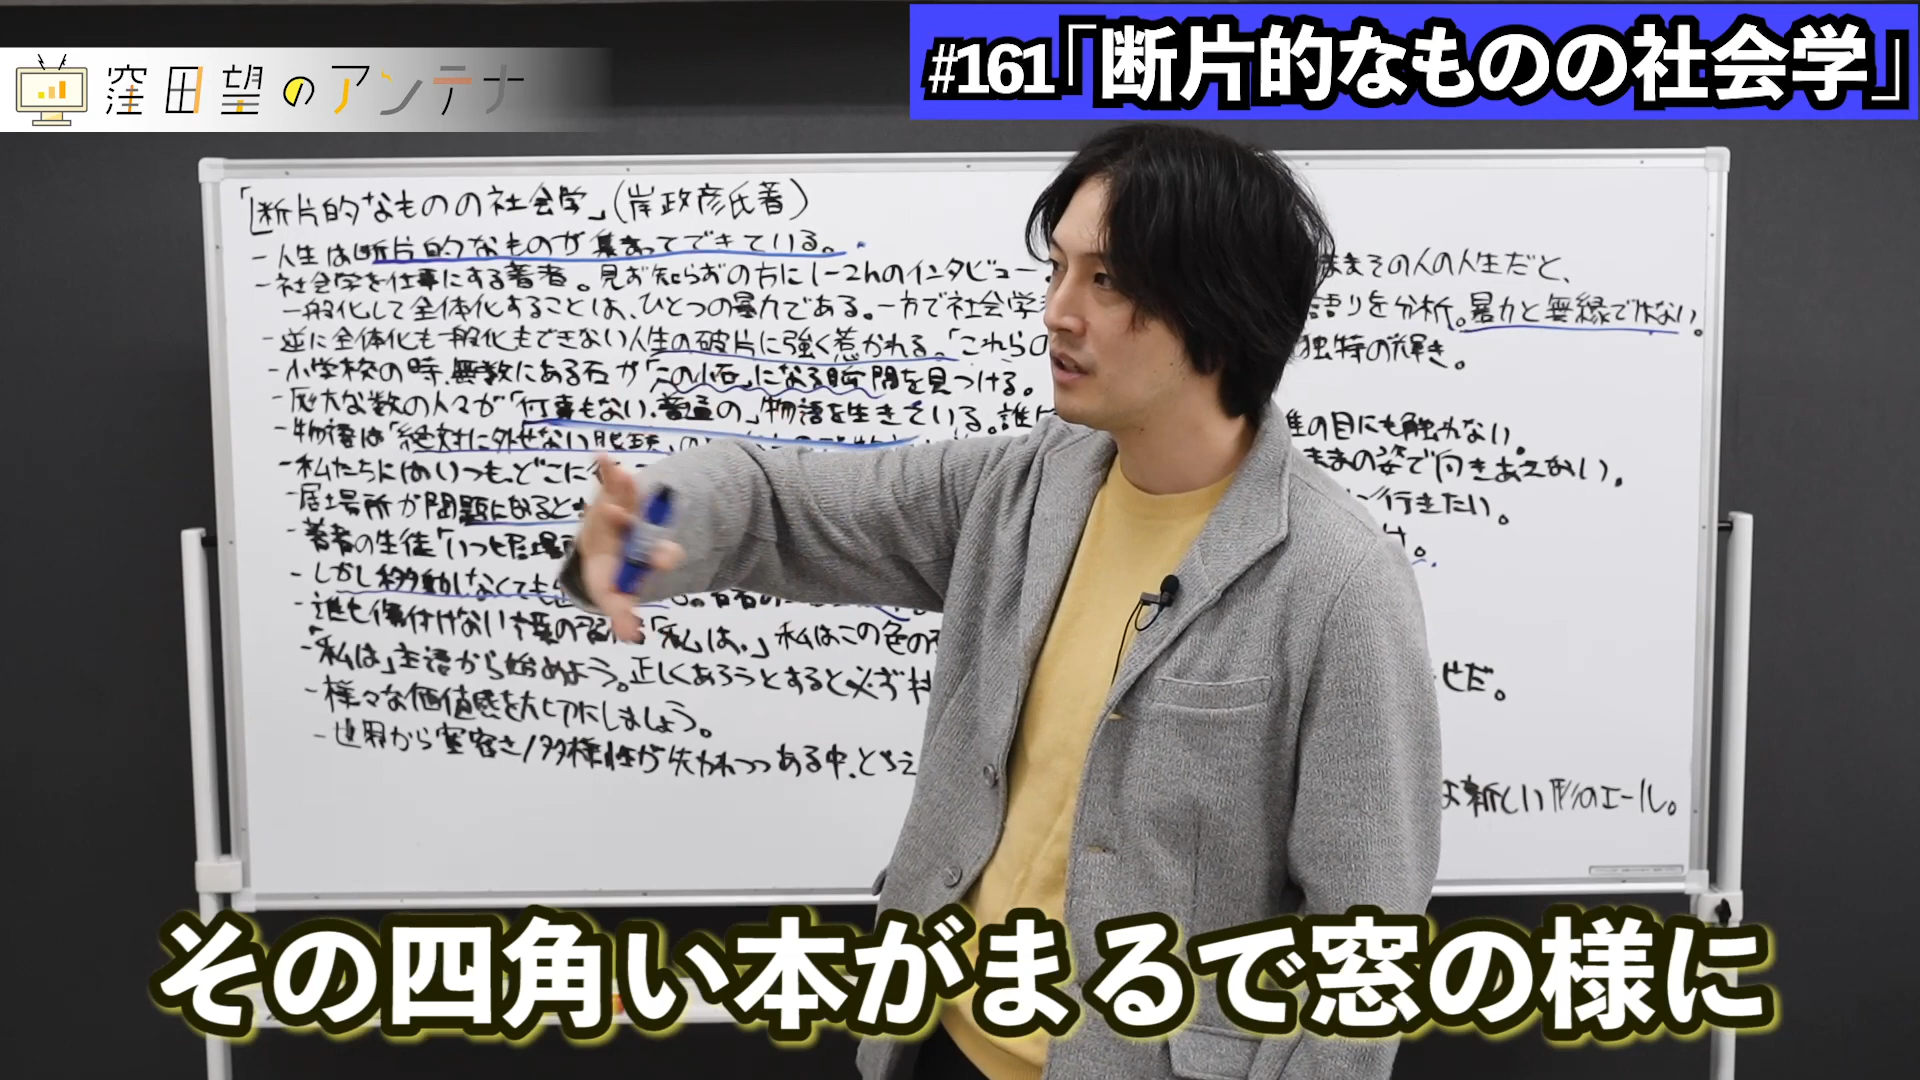 窪田望のアンテナ
#161「断片的なものの社会学」
「断片的なものの社会学」(岸政彦氏著)
-人生は断片的なものが集まってできている。
-社会学を仕事にする著者。見ず知らずの方に1-2hのインタビュー
ままその人の人生だと、
一般化して全体化することは、ひとつの暴力である。一方で社会学
語りを分析。暴力と無縁ではない。
-逆に全体化も一般化もできない人生の破片に強く惹かれる。「これらの
独特の輝き。
-小学校の時、無数にある石が「この小石」になる瞬間を見つける。
-膨大な数の人々が「何事もない、普通の」物語を生きている。誰に
誰の目にも触れない。
-物語は「絶対に外せない眼球」の
ままの姿で向きあえない。
-私たちにはいつも、どこに行っ
行きたい。
-居場所が問題になるとき
-著者の生徒「いつも居場所
-しかし移動しなくても出
-誰も傷付けない言葉の
「私は、」私はこの色の
-「私は」主語から始めよう。正しくあろうとすると必ず
せだ。
-様々な価値感を大切にしましょう。
-世界から寛容さ/多様性が失われつつある中、とらえ
新しい形のエール。
その四角い本がまるで窓の様に